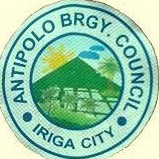 ANTIPOLO BRGY. COUNCIL
· IRIGA CITY ·